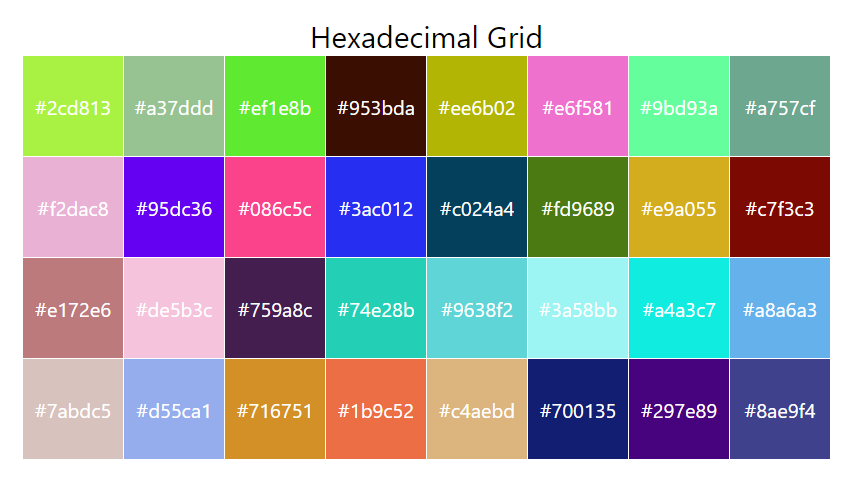 Hexadecimal Grid
#2cd813 #a37ddd #ef1e8b #953bda #ee6b02 #e6f581 #9bd93a #a757cf
#f2dac8 #95dc36 #086c5c #3ac012 #c024a4 #fd9689 #e9a055 #c7f3c3
#e172e6 #de5b3c #759a8c #74e28b #9638f2 #3a58bb #a4a3c7 #a8a6a3
#7abdc5 #d55ca1 #716751 #1b9c52 #c4aebd #700135 #297e89 #8ae9f4